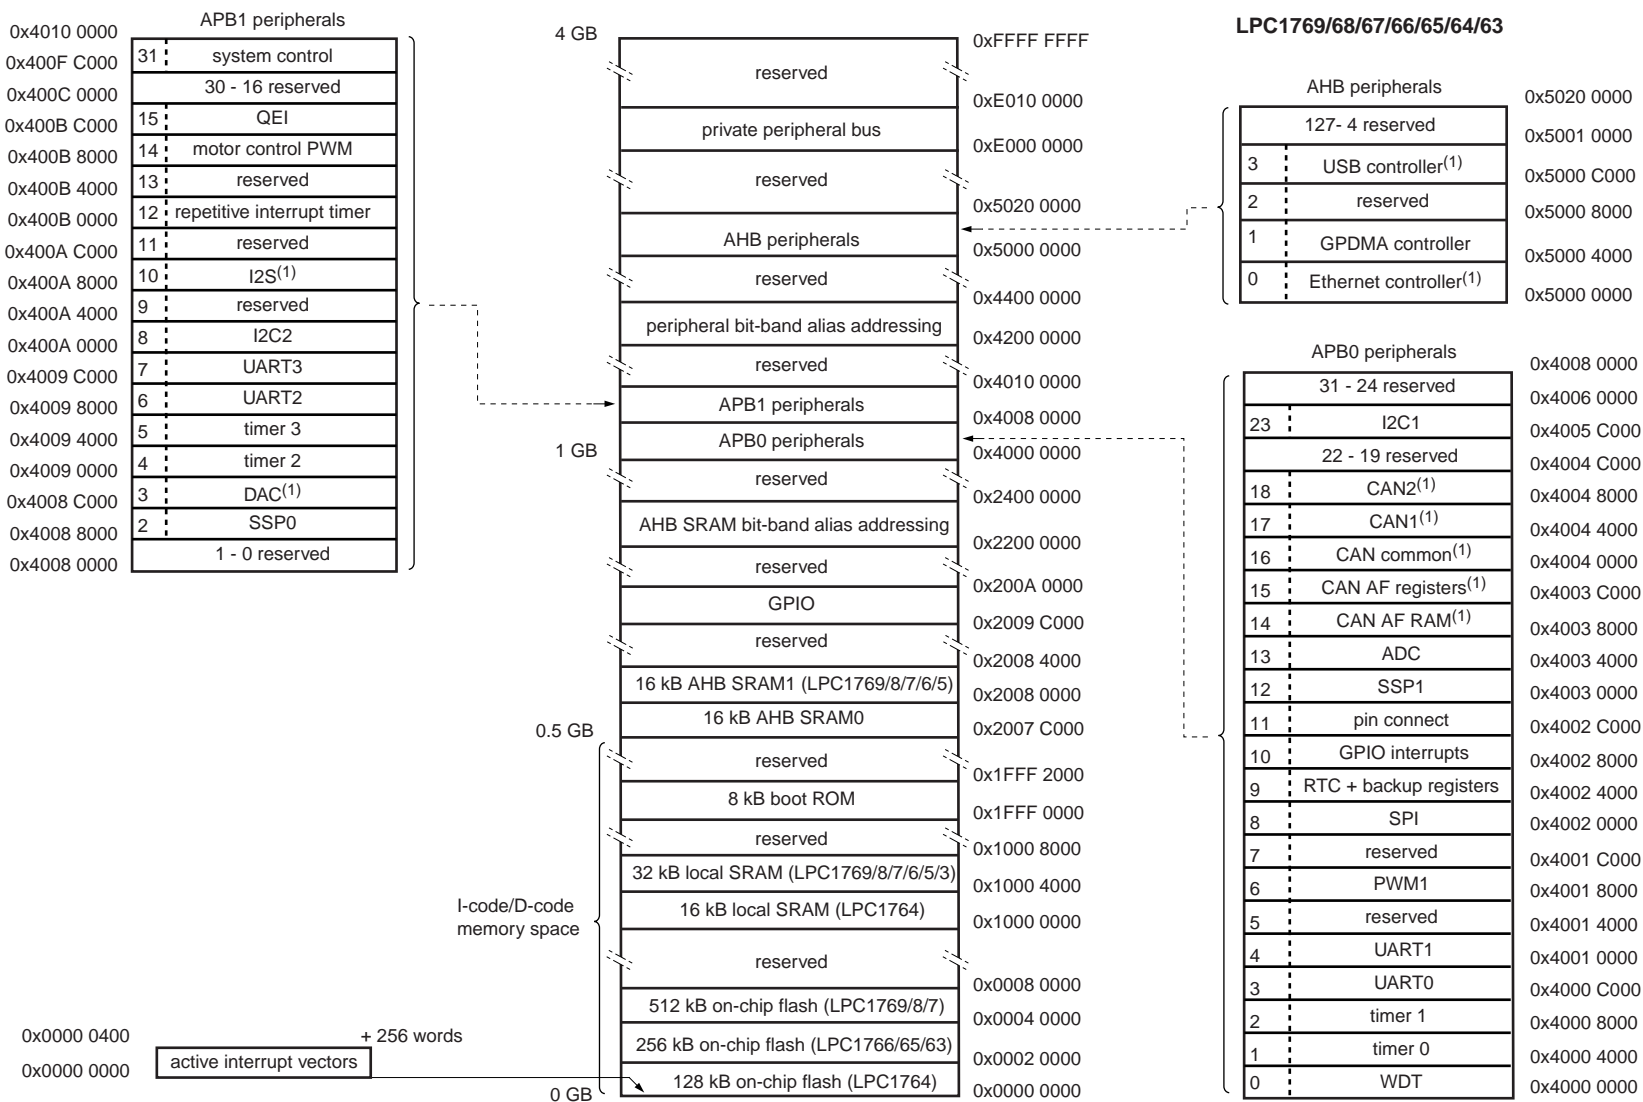 LPC1769/68/67/66/65/64/63
APB1 peripherals
0x4010 0000
31 system control
0x400F C000
30 - 16 reserved
0x400C 0000
15 QEI
0x400B C000
14 motor control PWM
0x400B 8000
13 reserved
0x400B 4000
12 repetitive interrupt timer
0x400B 0000
11 reserved
0x400A C000
10 I2S(1)
0x400A 8000
9 reserved
0x400A 4000
8 I2C2
0x400A 0000
7 UART3
0x4009 C000
6 UART2
0x4009 8000
5 timer 3
0x4009 4000
4 timer 2
0x4009 0000
3 DAC(1)
0x4008 C000
2 SSP0
0x4008 8000
1 - 0 reserved
0x4008 0000
0x0000 0400
+ 256 words
active interrupt vectors
0x0000 0000
4 GB
0xFFFF FFFF
reserved
0xE010 0000
private peripheral bus
0xE000 0000
reserved
0x5020 0000
AHB peripherals
0x5000 0000
reserved
0x4400 0000
peripheral bit-band alias addressing
0x4200 0000
reserved
0x4010 0000
APB1 peripherals
0x4008 0000
APB0 peripherals
1 GB
0x4000 0000
reserved
0x2400 0000
AHB SRAM bit-band alias addressing
0x2200 0000
reserved
0x200A 0000
GPIO
0x2009 C000
reserved
0x2008 4000
16 kB AHB SRAM1 (LPC1769/8/7/6/5)
0x2008 0000
16 kB AHB SRAM0
0x2007 C000
0.5 GB
reserved
0x1FFF 2000
8 kB boot ROM
0x1FFF 0000
reserved
0x1000 8000
32 kB local SRAM (LPC1769/8/7/6/5/3)
0x1000 4000
16 kB local SRAM (LPC1764)
0x1000 0000
I-code/D-code
memory space
reserved
0x0008 0000
512 kB on-chip flash (LPC1769/8/7)
0x0004 0000
256 kB on-chip flash (LPC1766/65/63)
0x0002 0000
128 kB on-chip flash (LPC1764)
0x0000 0000
0 GB
AHB peripherals
0x5020 0000
127- 4 reserved
0x5001 0000
3 USB controller(1)
0x5000 C000
2 reserved
0x5000 8000
1 GPDMA controller
0x5000 4000
0 Ethernet controller(1)
0x5000 0000
APB0 peripherals
0x4008 0000
31 - 24 reserved
0x4006 0000
23 I2C1
0x4005 C000
22 - 19 reserved
0x4004 C000
18 CAN2(1)
0x4004 8000
17 CAN1(1)
0x4004 4000
16 CAN common(1)
0x4004 0000
15 CAN AF registers(1)
0x4003 C000
14 CAN AF RAM(1)
0x4003 8000
13 ADC
0x4003 4000
12 SSP1
0x4003 0000
11 pin connect
0x4002 C000
10 GPIO interrupts
0x4002 8000
9 RTC + backup registers
0x4002 4000
8 SPI
0x4002 0000
7 reserved
0x4001 C000
6 PWM1
0x4001 8000
5 reserved
0x4001 4000
4 UART1
0x4001 0000
3 UART0
0x4000 C000
2 timer 1
0x4000 8000
1 timer 0
0x4000 4000
0 WDT
0x4000 0000